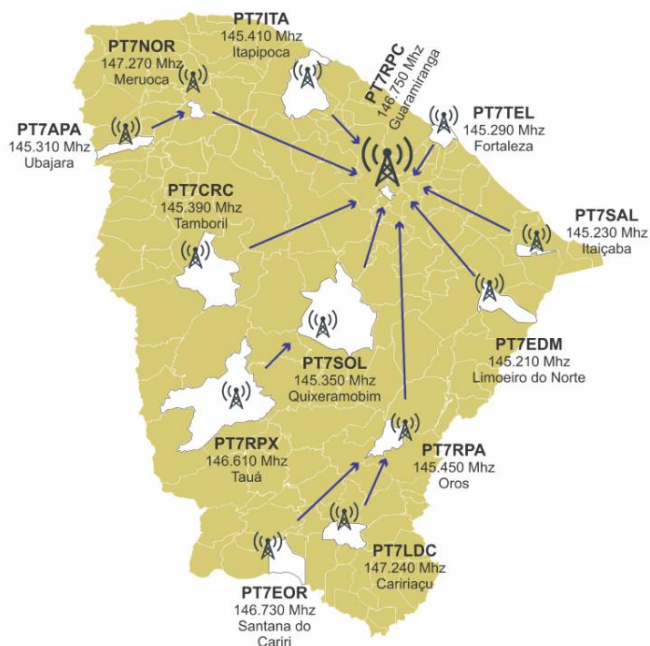 PT7ITA
145.410 Mhz
Itapipoca
PT7NOR
147.270 Mhz
Meruoca
PT7RPC
146.750 Mhz
Guaramiranga
PT7TEL
145.290 Mhz
Fortaleza
PT7APA
145.310 Mhz
Ubajara
PT7CRC
145.390 Mhz
Tamboril
PT7SAL
145.230 Mhz
Itaiçaba
PT7EDM
145.210 Mhz
Limoeiro do Norte
PT7SOL
145.350 Mhz
Quixeramobim
PT7RPX
146.610 Mhz
Tauá
PT7RPA
145.450 Mhz
Oros
PT7LDC
147.240 Mhz
Caririaçu
PT7EOR
146.730 Mhz
Santana do
Cariri